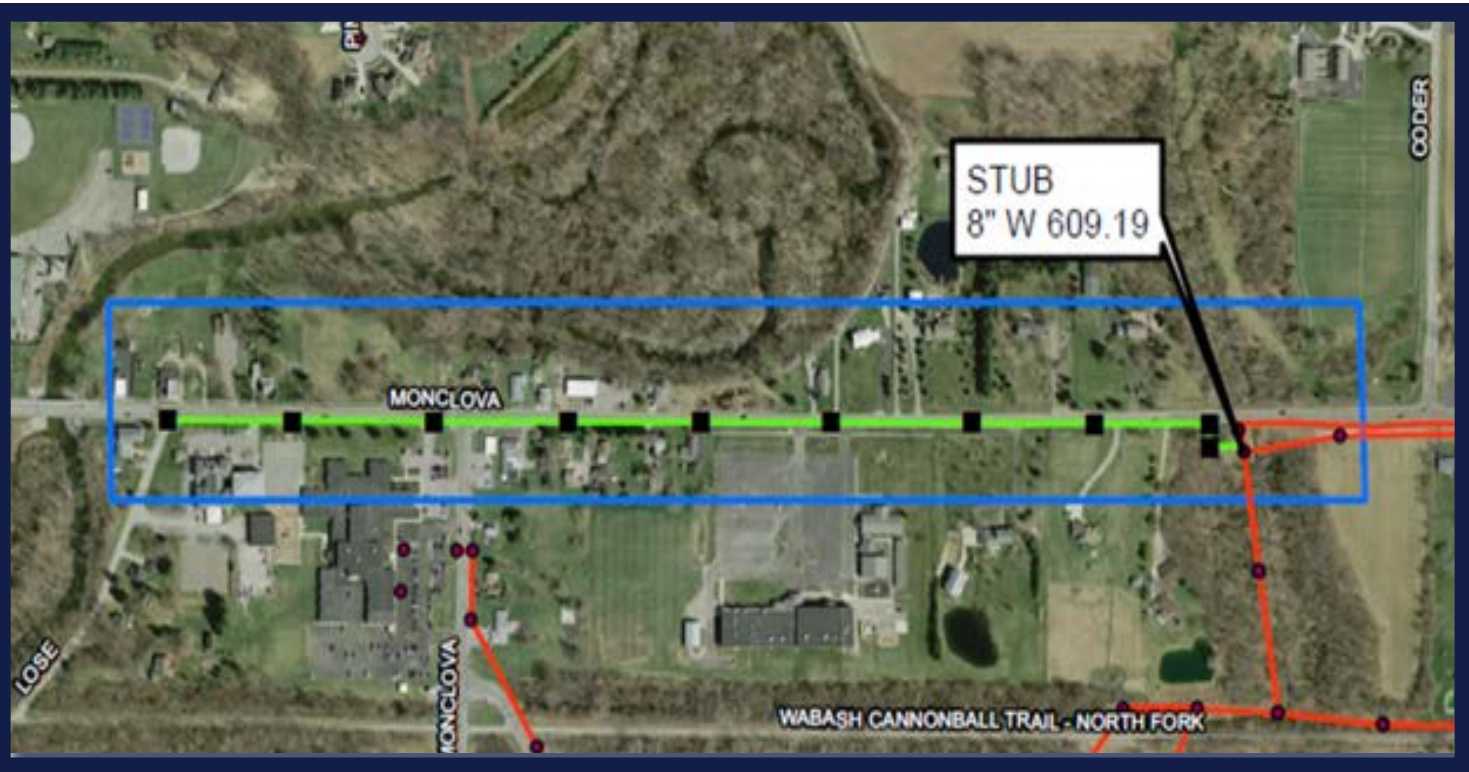 CODER
STUB
8" W 609.19
MONCLOVA
LOSE
MONCLOVA
WABASH CANNONBALL TRAIL - NORTH FORK